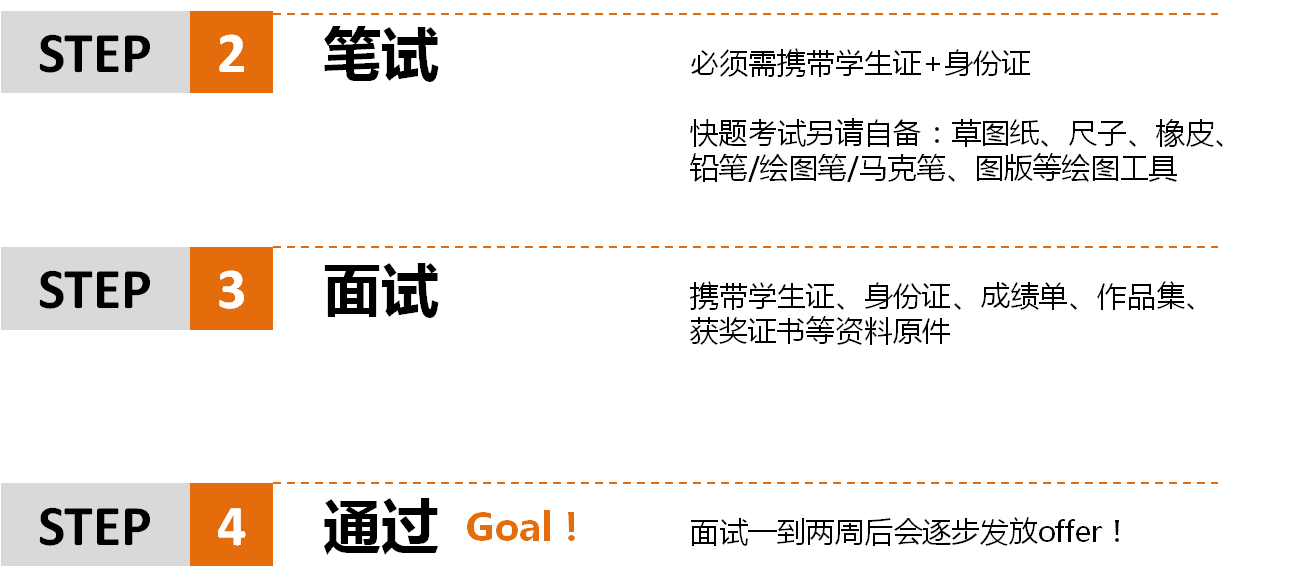 STEP 2 笔试
必须需携带学生证+身份证
快题考试另请自备：草图纸、尺子、橡皮、
铅笔/绘图笔/马克笔、图版等绘图工具
STEP 3 面试
携带学生证、身份证、成绩单、作品集、
获奖证书等资料原件
STEP 4 通过 Goal！
面试一到两周后会逐步发放offer！